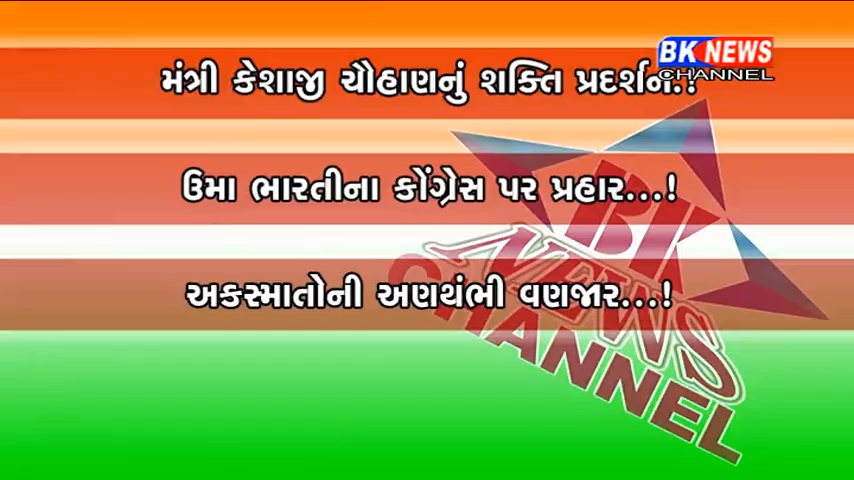 BK NEWS
CHANNEL
મંત્રી કેશાજી ચૌહાણનું શક્તિ પ્રદર્શન..!
ઉમા ભારતીના કોંગ્રેસ પર પ્રહાર...!
અકસ્માતોની અણથંભી વણજાર...!
BK
NEWS
CHANNEL